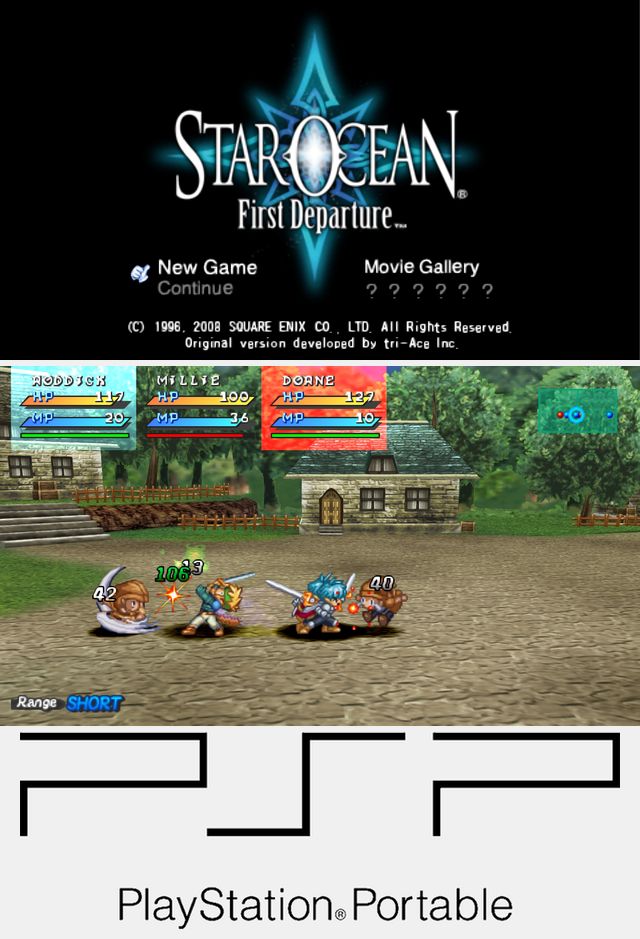 STAR OCEAN®
First Departure™
New Game Movie Gallery
Continue ? ? ? ? ? ?
(C) 1996, 2008 SQUARE ENIX CO., LTD. All Rights Reserved.
Original version developed by tri-Ace Inc.
RODDICK MILLIE DORNE
HP 117 HP 100 HP 127
MP 20 MP 36 MP 10
106 13
42 40
Range SHORT
PSP
PlayStation® Portable